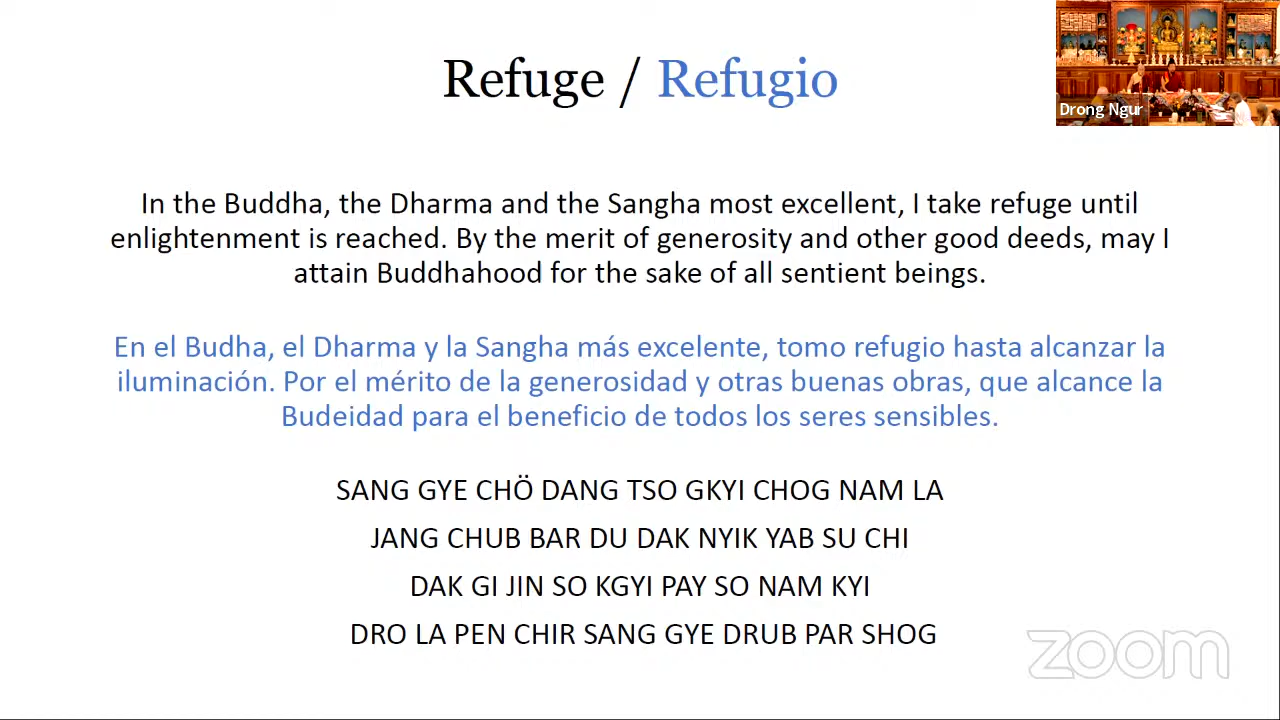 Refuge / Refugio
Drong Ngur
In the Buddha, the Dharma and the Sangha most excellent, I take refuge until
enlightenment is reached. By the merit of generosity and other good deeds, may I
attain Buddhahood for the sake of all sentient beings.
En el Budha, el Dharma y la Sangha más excelente, tomo refugio hasta alcanzar la
iluminación. Por el mérito de la generosidad y otras buenas obras, que alcance la
Budeidad para el beneficio de todos los seres sensibles.
SANG GYE CHÖ DANG TSO GKYI CHOG NAM LA
JANG CHUB BAR DU DAK NYIK YAB SU CHI
DAK GI JIN SO KGYI PAY SO NAM KYI
DRO LA PEN CHIR SANG GYE DRUB PAR SHOG
zoom